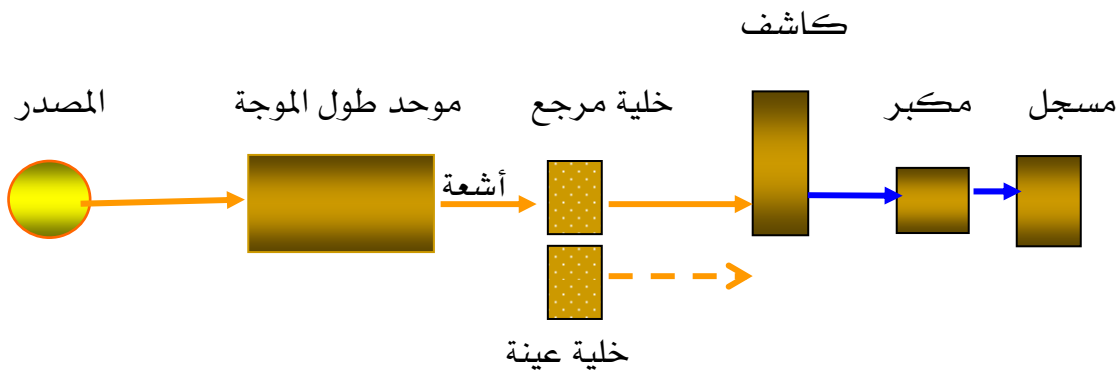 كاشف
المصدر
موحد طول الموجة
خلية مرجع
مكبر
مسجل
أشعة
خلية عينة